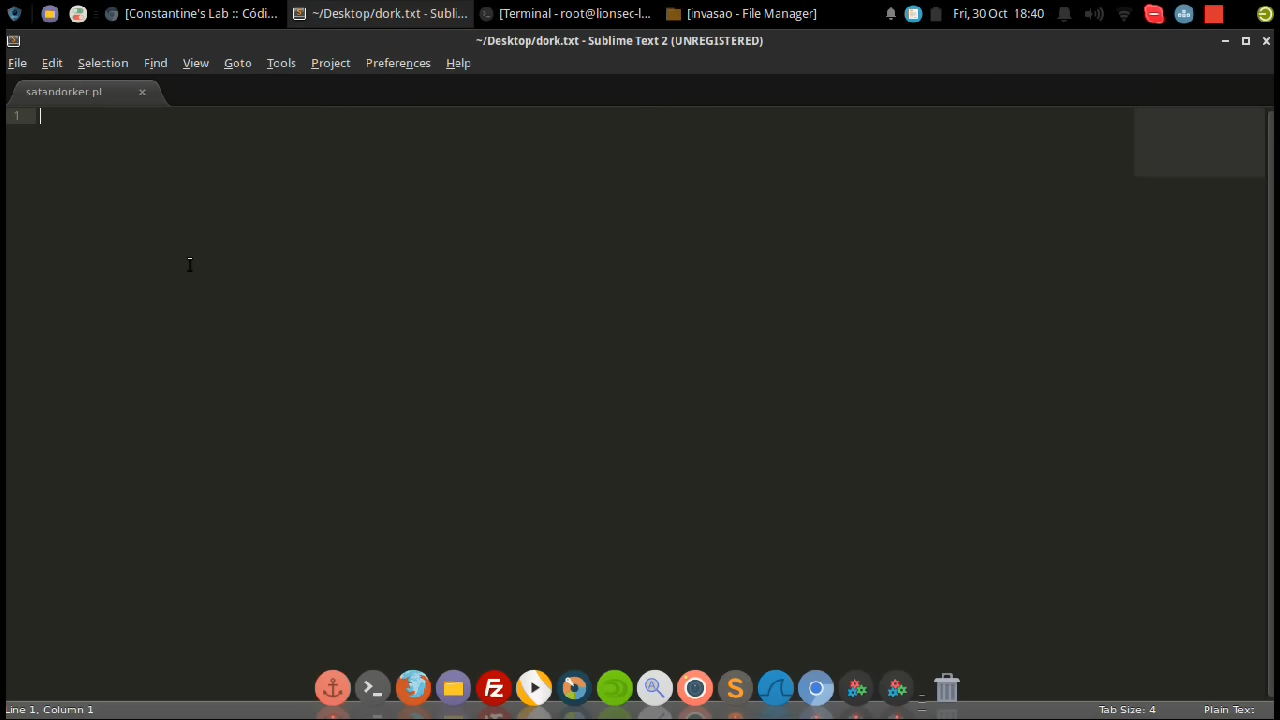 [Constantine's Lab :: Códi... ~/Desktop/dork.txt - Subli... [Terminal - root@lionsec-l... [invasao - File Manager] Fri, 30 Oct 18:40
~/Desktop/dork.txt - Sublime Text 2 (UNREGISTERED)
File Edit Selection Find View Goto Tools Project Preferences Help
satandorker.pl
1
Line 1, Column 1 Tab Size: 4 Plain Text